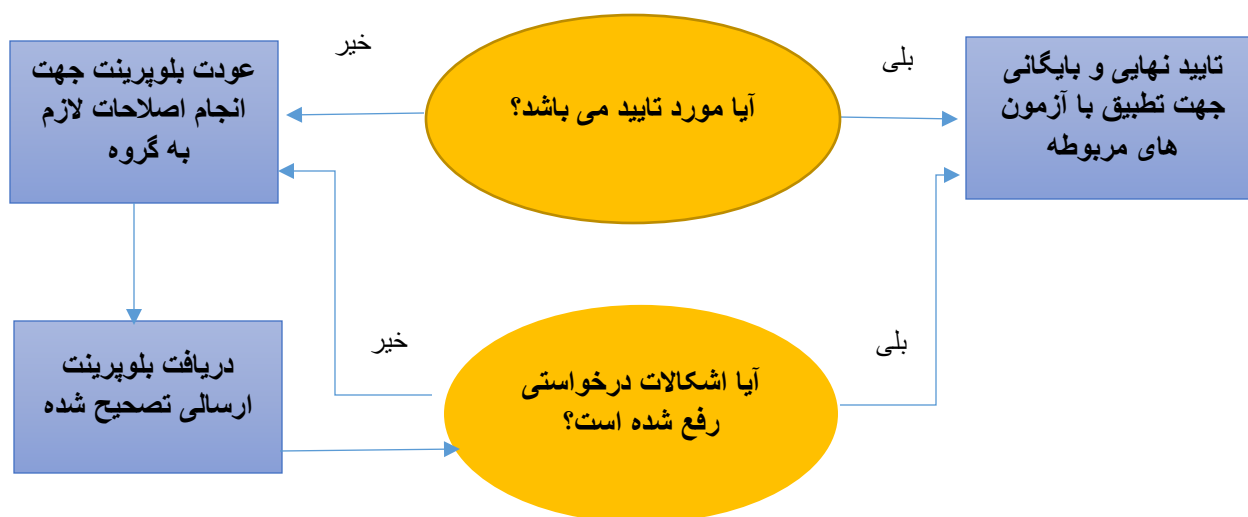 تایید نهایی و بایگانی
جهت تطبیق با آزمون
های مربوطه
بلی
آیا مورد تایید می باشد؟
خیر
عودت بلوپرینت جهت
انجام اصلاحات لازم
به گروه
بلی
آیا اشکالات درخواستی
رفع شده است؟
خیر
دریافت بلوپرینت
ارسالی تصحیح شده